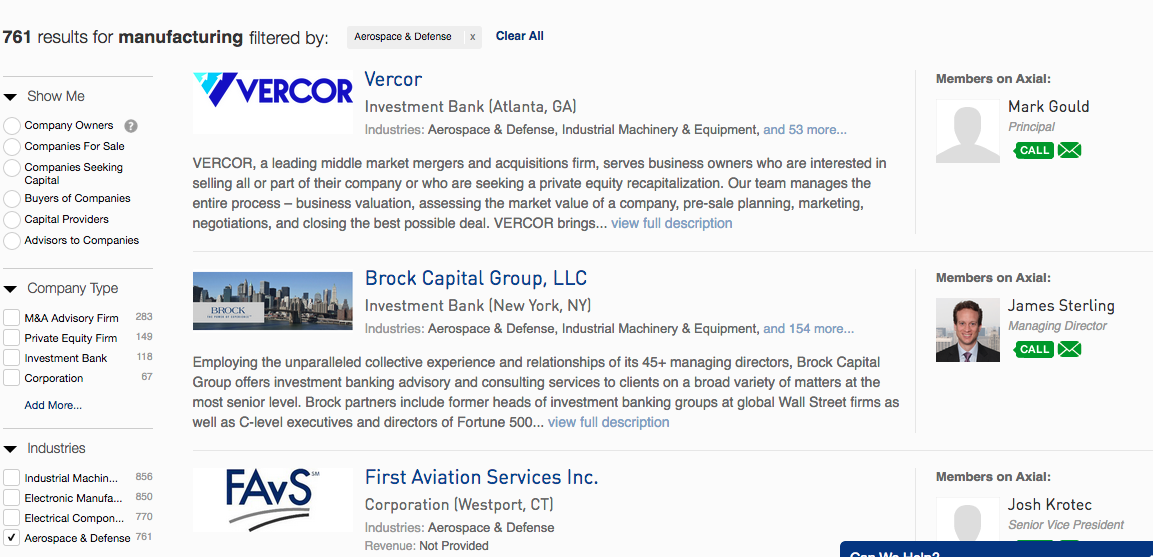 761 results for manufacturing filtered by: Aerospace & Defense x Clear All
Show Me
Company Owners ?
Companies For Sale
Companies Seeking
Capital
Buyers of Companies
Capital Providers
Advisors to Companies
Company Type
M&A Advisory Firm 283
Private Equity Firm 149
Investment Bank 118
Corporation 67
Add More...
Industries
Industrial Machin... 856
Electronic Manufa... 850
Electrical Compon... 770
Aerospace & Defense 761
VERCOR
Vercor
Investment Bank (Atlanta, GA)
Industries: Aerospace & Defense, Industrial Machinery & Equipment, and 53 more...
VERCOR, a leading middle market mergers and acquisitions firm, serves business owners who are interested in
selling all or part of their company or who are seeking a private equity recapitalization. Our team manages the
entire process – business valuation, assessing the market value of a company, pre-sale planning, marketing,
negotiations, and closing the best possible deal. VERCOR brings... view full description
Members on Axial:
Mark Gould
Principal
CALL
BROCK
Brock Capital Group, LLC
Investment Bank (New York, NY)
Industries: Aerospace & Defense, Industrial Machinery & Equipment, and 154 more...
Employing the unparalleled collective experience and relationships of its 45+ managing directors, Brock Capital
Group offers investment banking advisory and consulting services to clients on a broad variety of matters at the
most senior level. Brock partners include former heads of investment banking groups at global Wall Street firms as
well as C-level executives and directors of Fortune 500... view full description
Members on Axial:
James Sterling
Managing Director
CALL
FAvS SM
First Aviation Services Inc.
Corporation (Westport, CT)
Industries: Aerospace & Defense
Revenue: Not Provided
Members on Axial:
Josh Krotec
Senior Vice President
Can We Help?